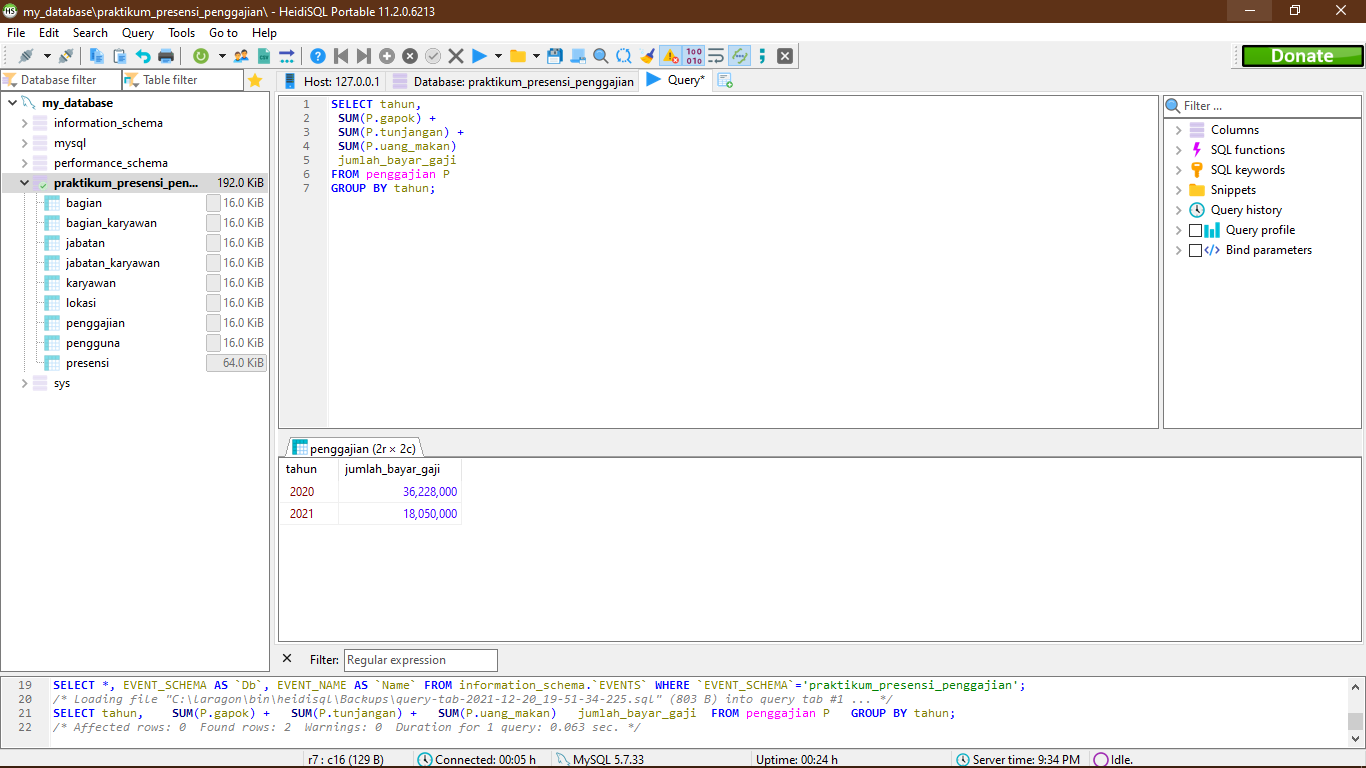 my_database\praktikum_presensi_penggajian\ - HeidiSQL Portable 11.2.0.6213
File Edit Search Query Tools Go to Help
Donate
Database filter Table filter
Host: 127.0.0.1 Database: praktikum_presensi_penggajian Query*
my_database
information_schema
mysql
performance_schema
praktikum_presensi_pen... 192.0 KiB
bagian 16.0 KiB
bagian_karyawan 16.0 KiB
jabatan 16.0 KiB
jabatan_karyawan 16.0 KiB
karyawan 16.0 KiB
lokasi 16.0 KiB
penggajian 16.0 KiB
pengguna 16.0 KiB
presensi 64.0 KiB
sys
1 SELECT tahun,
2 SUM(P.gapok) +
3 SUM(P.tunjangan) +
4 SUM(P.uang_makan)
5 jumlah_bayar_gaji
6 FROM penggajian P
7 GROUP BY tahun;
Filter ...
Columns
SQL functions
SQL keywords
Snippets
Query history
Query profile
Bind parameters
penggajian (2r × 2c)
tahun jumlah_bayar_gaji
2020 36,228,000
2021 18,050,000
Filter: Regular expression
19 SELECT *, EVENT_SCHEMA AS `Db`, EVENT_NAME AS `Name` FROM information_schema.`EVENTS` WHERE `EVENT_SCHEMA`='praktikum_presensi_penggajian';
20 /* Loading file "C:\laragon\bin\heidisql\Backups\query-tab-2021-12-20_19-51-34-225.sql" (803 B) into query tab #1 ... */
21 SELECT tahun, SUM(P.gapok) + SUM(P.tunjangan) + SUM(P.uang_makan) jumlah_bayar_gaji FROM penggajian P GROUP BY tahun;
22 /* Affected rows: 0 Found rows: 2 Warnings: 0 Duration for 1 query: 0.063 sec. */
r7 : c16 (129 B) Connected: 00:05 h MySQL 5.7.33 Uptime: 00:24 h Server time: 9:34 PM Idle.